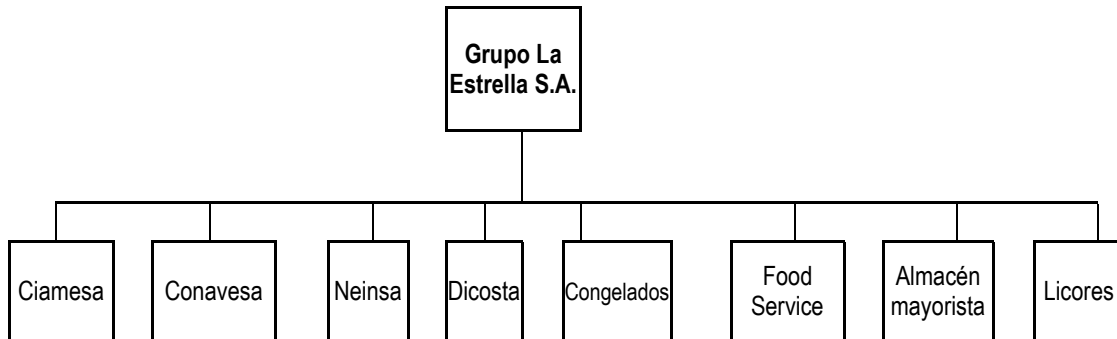 Grupo La
Estrella S.A.
Ciamesa
Conavesa
Neinsa
Dicosta
Congelados
Food
Service
Almacén
mayorista
Licores